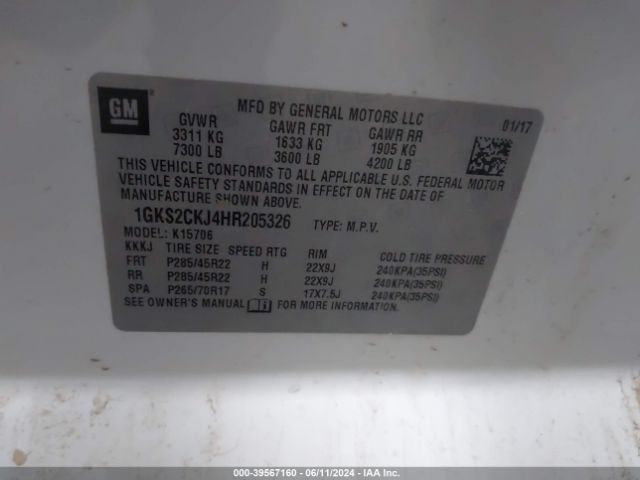 GM
MFD BY GENERAL MOTORS LLC
01/17
GVWR GAWR FRT GAWR RR
3311 KG 1633 KG 1905 KG
7300 LB 3600 LB 4200 LB
THIS VEHICLE CONFORMS TO ALL APPLICABLE U.S. FEDERAL MOTOR
VEHICLE SAFETY STANDARDS IN EFFECT ON THE DATE OF
MANUFACTURE SHOWN ABOVE.
1GKS2CKJ4HR205326 TYPE: M.P.V.
MODEL: K15706
KKKJ TIRE SIZE SPEED RTG RIM COLD TIRE PRESSURE
FRT P285/45R22 H 22X9J 240KPA(35PSI)
RR P285/45R22 H 22X9J 240KPA(35PSI)
SPA P265/70R17 S 17X7.5J 240KPA(35PSI)
SEE OWNER'S MANUAL i FOR MORE INFORMATION.
000-39567160 - 06/11/2024 - IAA Inc.